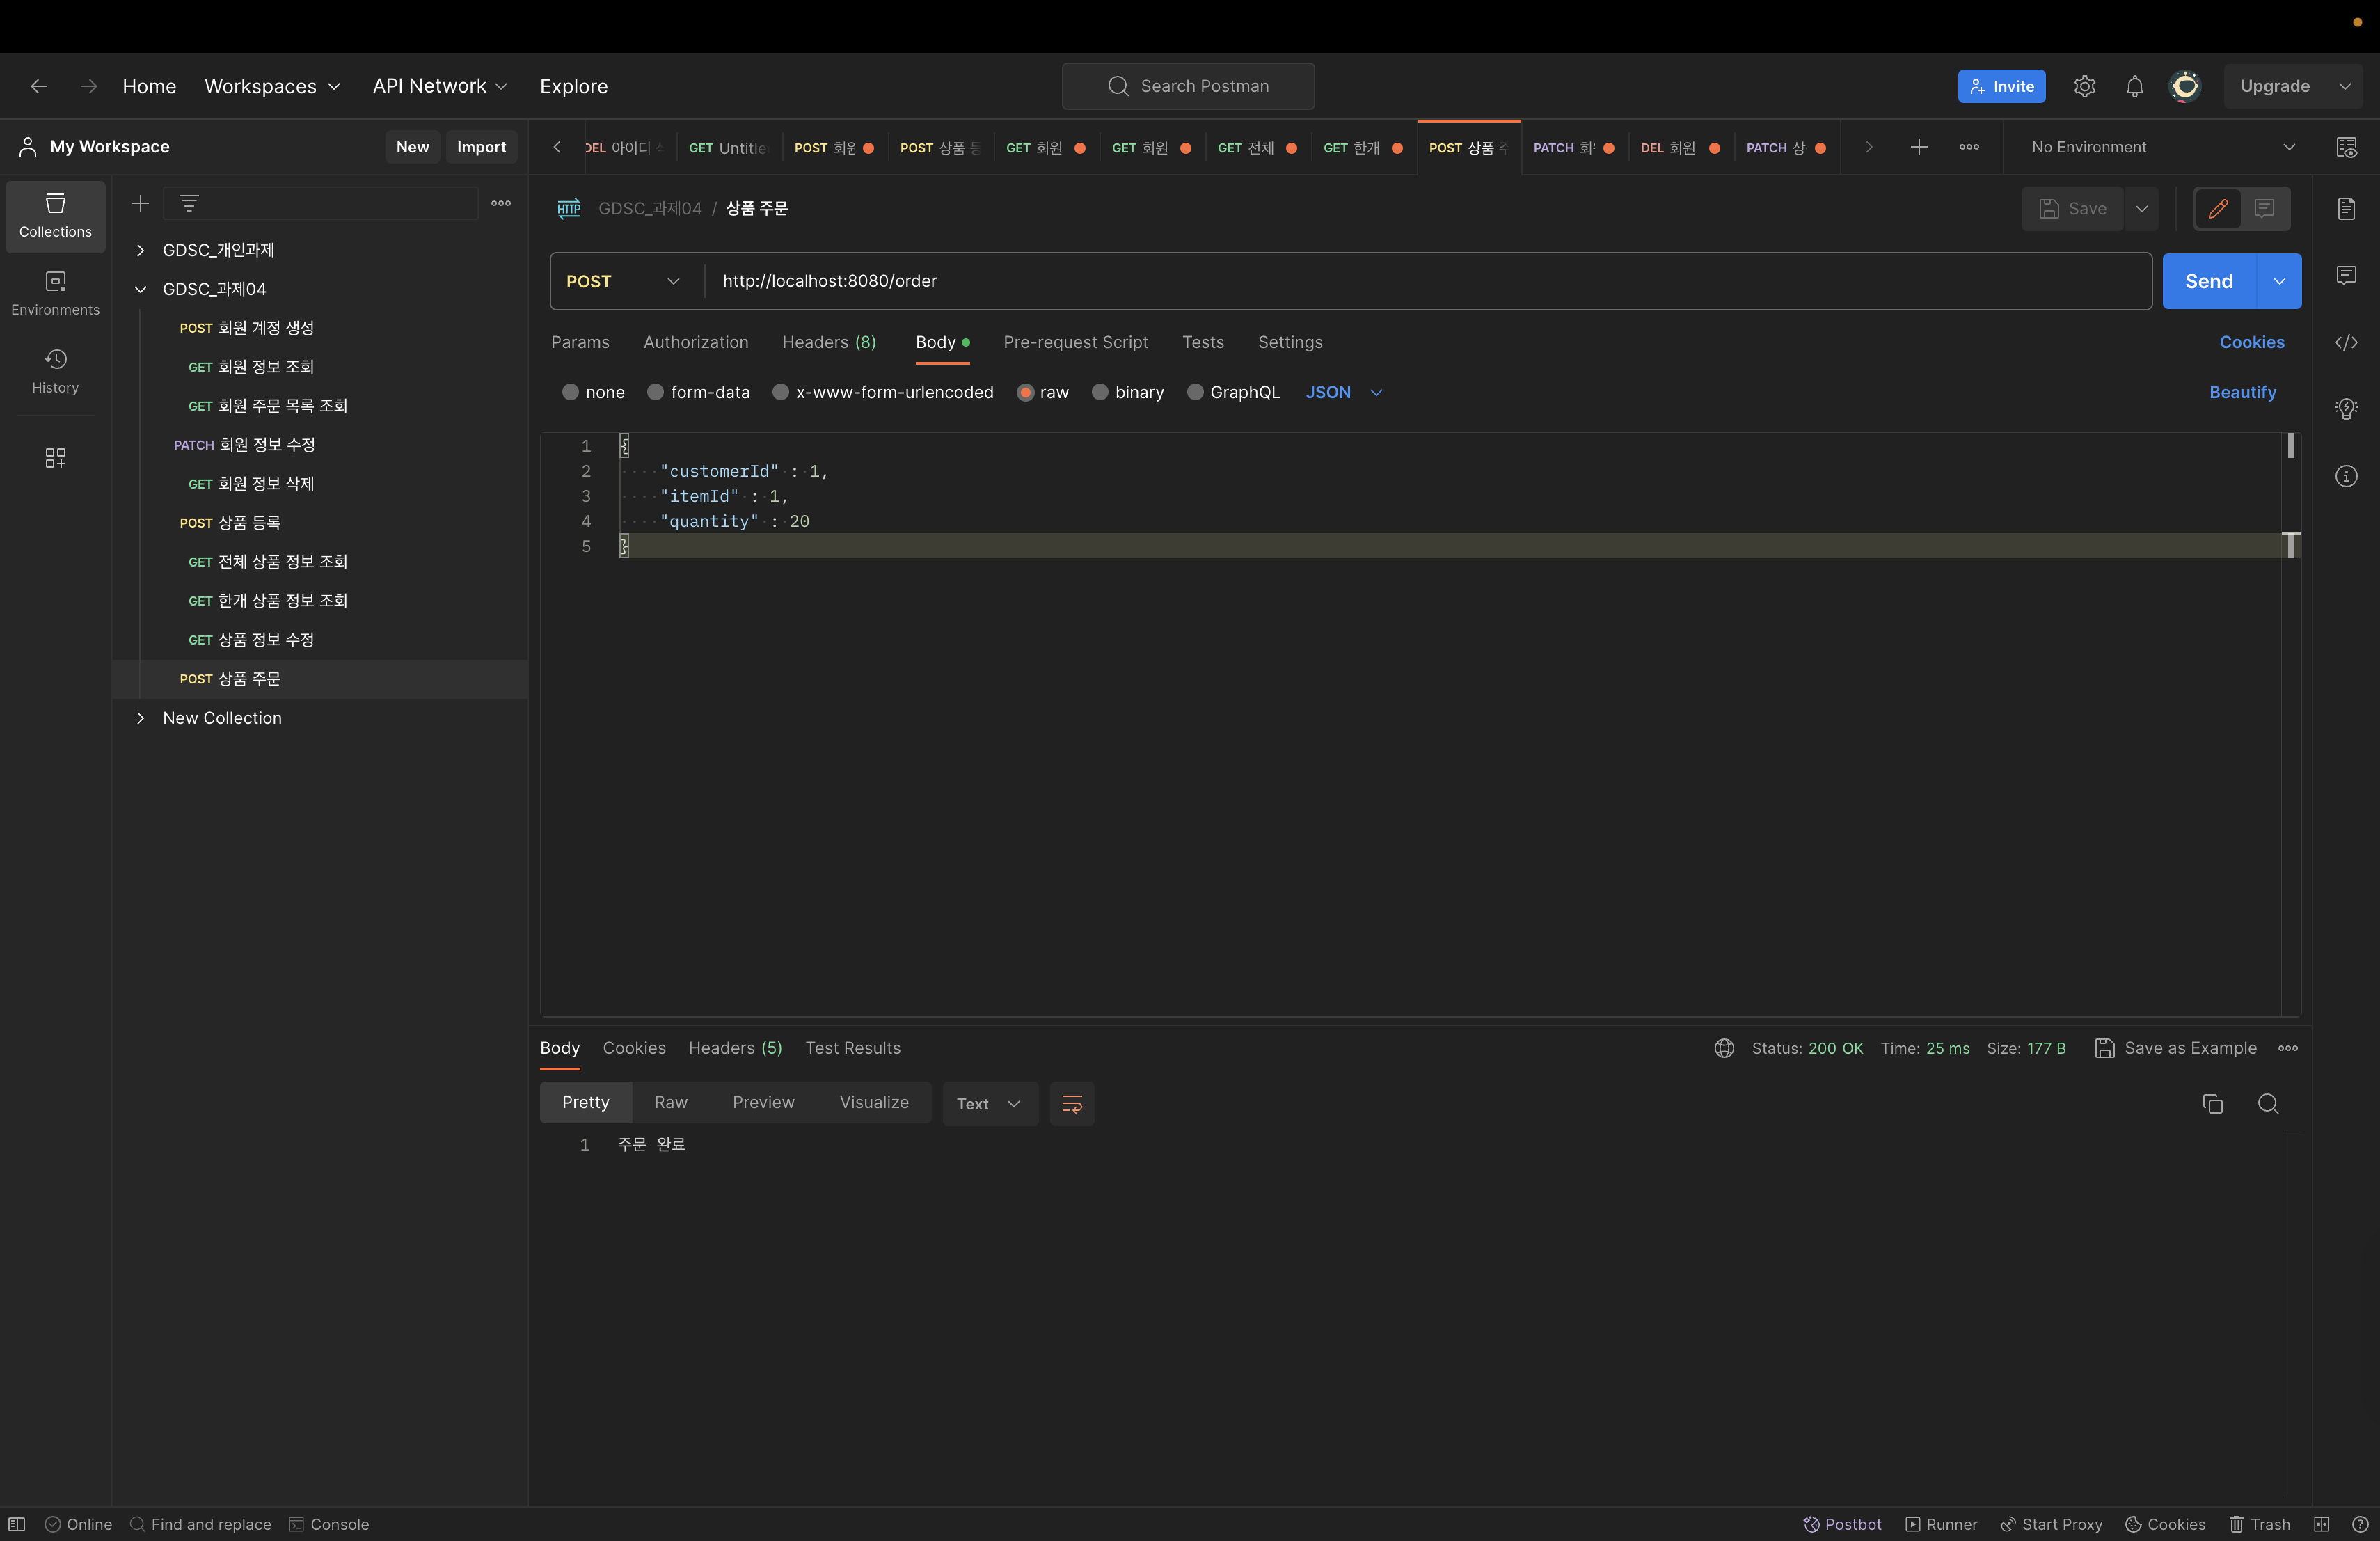 Home Workspaces API Network Explore Search Postman Invite Upgrade
My Workspace New Import DEL 아이디 GET Untitle POST 회원 POST 상품 GET 회원 GET 회원 GET 전체 GET 한개 POST 상품 PATCH DEL 회원 PATCH 상 No Environment
Collections
Environments
History
GDSC_개인과제
GDSC_과제04
POST 회원 계정 생성
GET 회원 정보 조회
GET 회원 주문 목록 조회
PATCH 회원 정보 수정
GET 회원 정보 삭제
POST 상품 등록
GET 전체 상품 정보 조회
GET 한개 상품 정보 조회
GET 상품 정보 수정
POST 상품 주문
New Collection
HTTP GDSC_과제04 / 상품 주문 Save
POST http://localhost:8080/order Send
Params Authorization Headers (8) Body Pre-request Script Tests Settings Cookies
none form-data x-www-form-urlencoded raw binary GraphQL JSON Beautify
1 {
2 "customerId" : 1,
3 "itemId" : 1,
4 "quantity" : 20
5 }
Body Cookies Headers (5) Test Results Status: 200 OK Time: 25 ms Size: 177 B Save as Example
Pretty Raw Preview Visualize Text
1 주문 완료
Online Find and replace Console Postbot Runner Start Proxy Cookies Trash